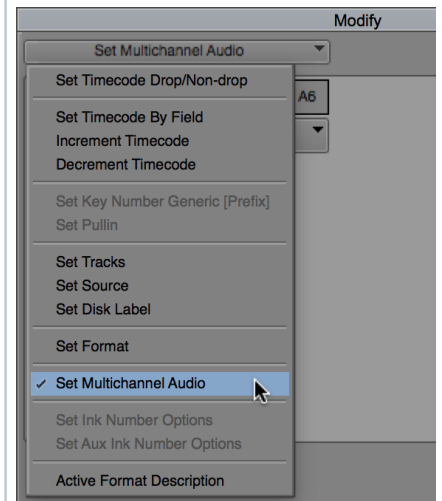 Modify
Set Multichannel Audio
Set Timecode Drop/Non-drop
A6
Set Timecode By Field
Increment Timecode
Decrement Timecode
Set Key Number Generic [Prefix]
Set Pullin
Set Tracks
Set Source
Set Disk Label
Set Format
✓ Set Multichannel Audio
Set Ink Number Options
Set Aux Ink Number Options
Active Format Description